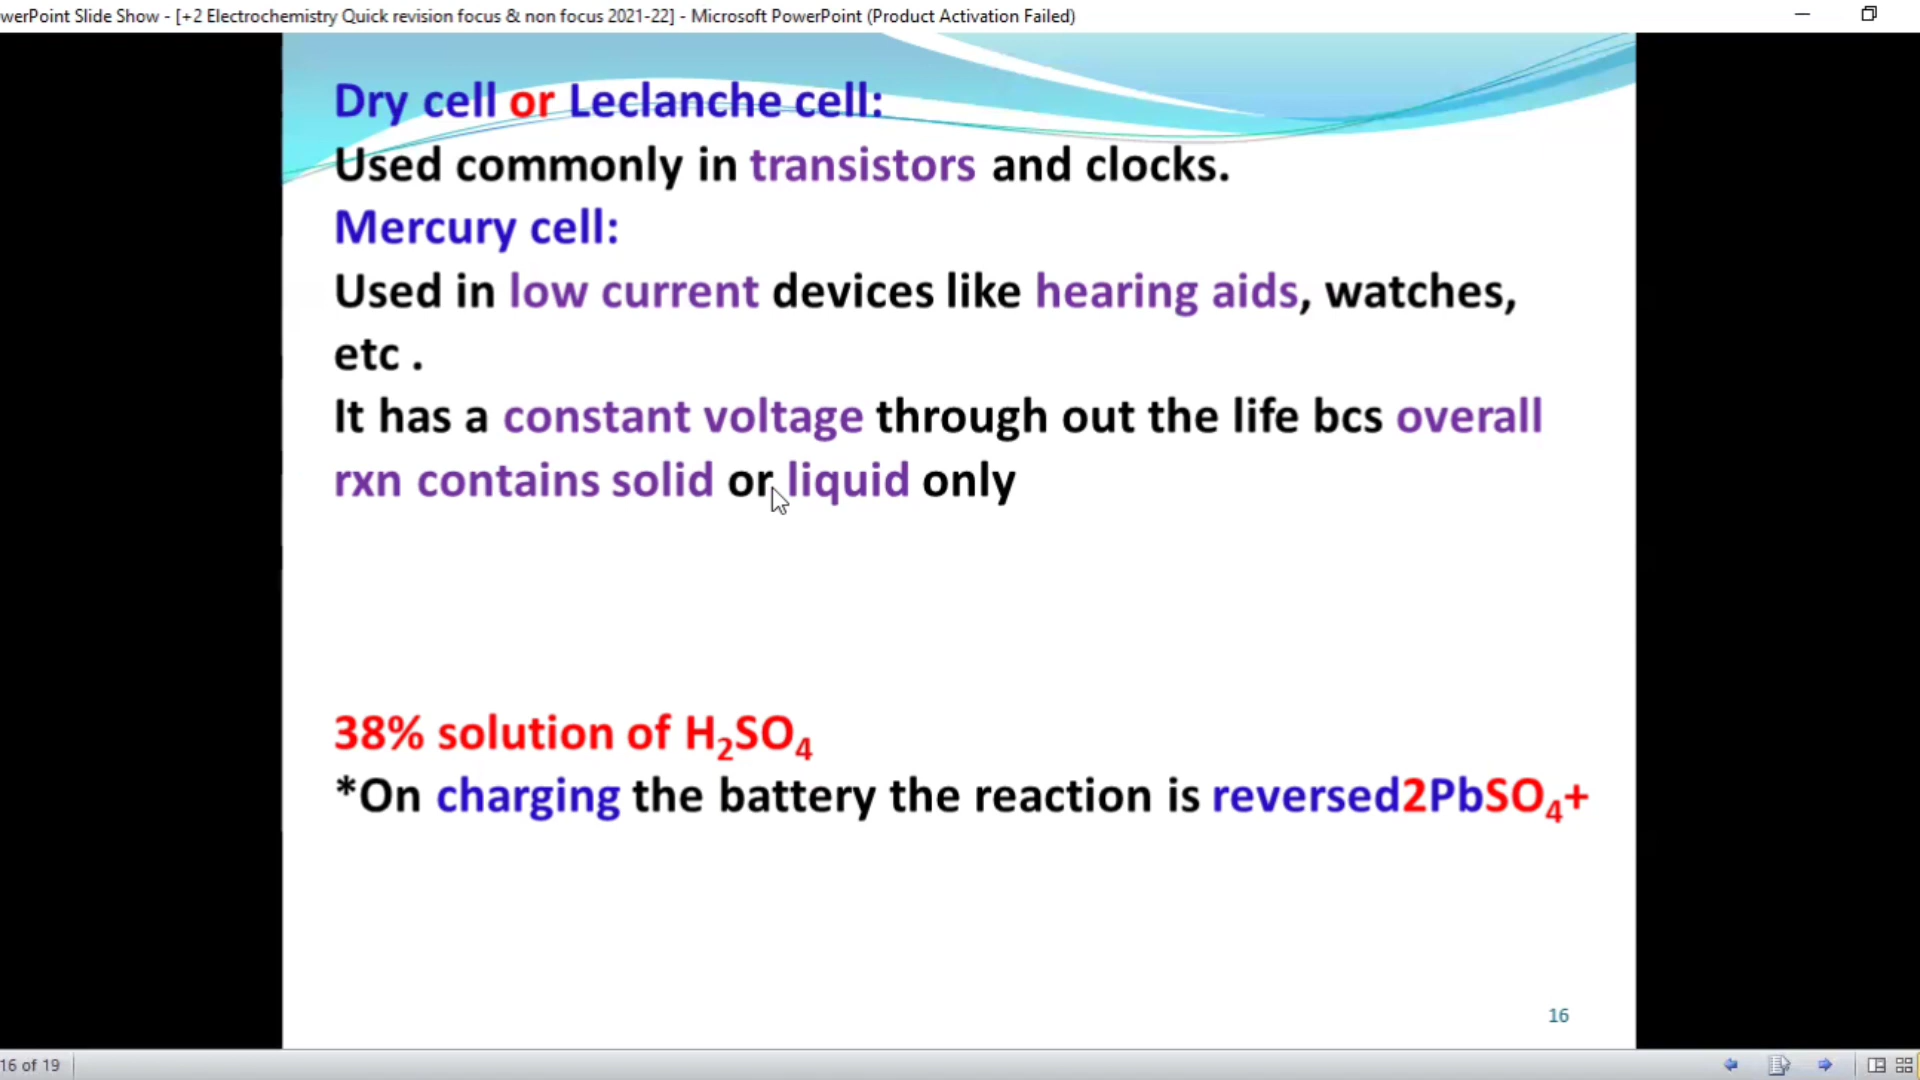 werPoint Slide Show - [+2 Electrochemistry Quick revision focus & non focus 2021-22] - Microsoft PowerPoint (Product Activation Failed)
Dry cell or Leclanche cell:
Used commonly in transistors and clocks.
Mercury cell:
Used in low current devices like hearing aids, watches,
etc .
It has a constant voltage through out the life bcs overall
rxn contains solid or liquid only
38% solution of H₂SO₄
*On charging the battery the reaction is reversed2PbSO₄+
16
16 of 19